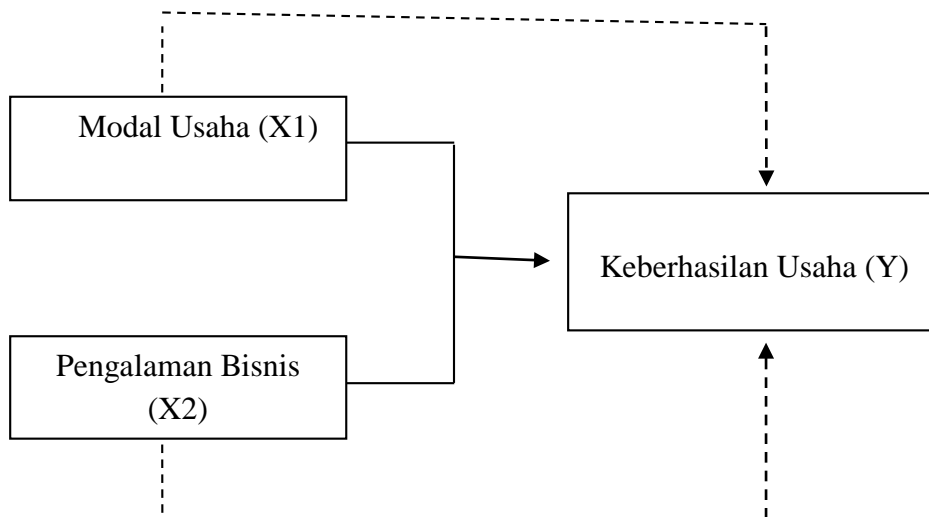 Modal Usaha (X1)
Keberhasilan Usaha (Y)
Pengalaman Bisnis
(X2)